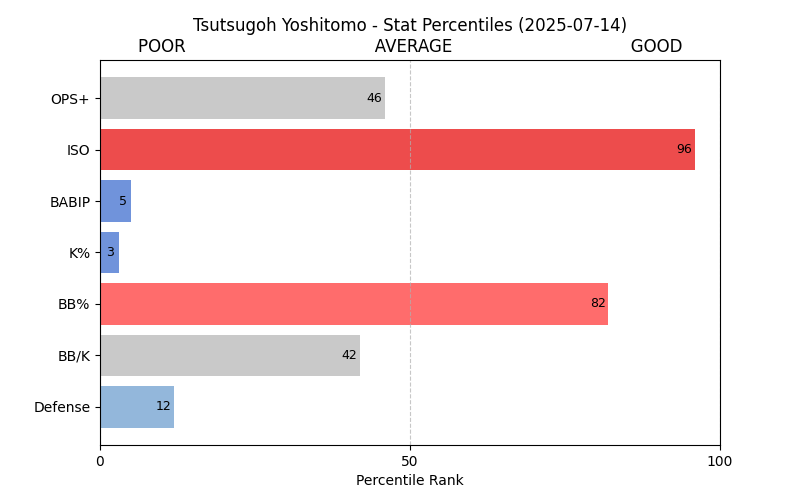 Tsutsugoh Yoshitomo - Stat Percentiles (2025-07-14)
POOR AVERAGE GOOD
OPS+ 46
ISO 96
BABIP 5
K% 3
BB% 82
BB/K 42
Defense 12
0 50 100
Percentile Rank